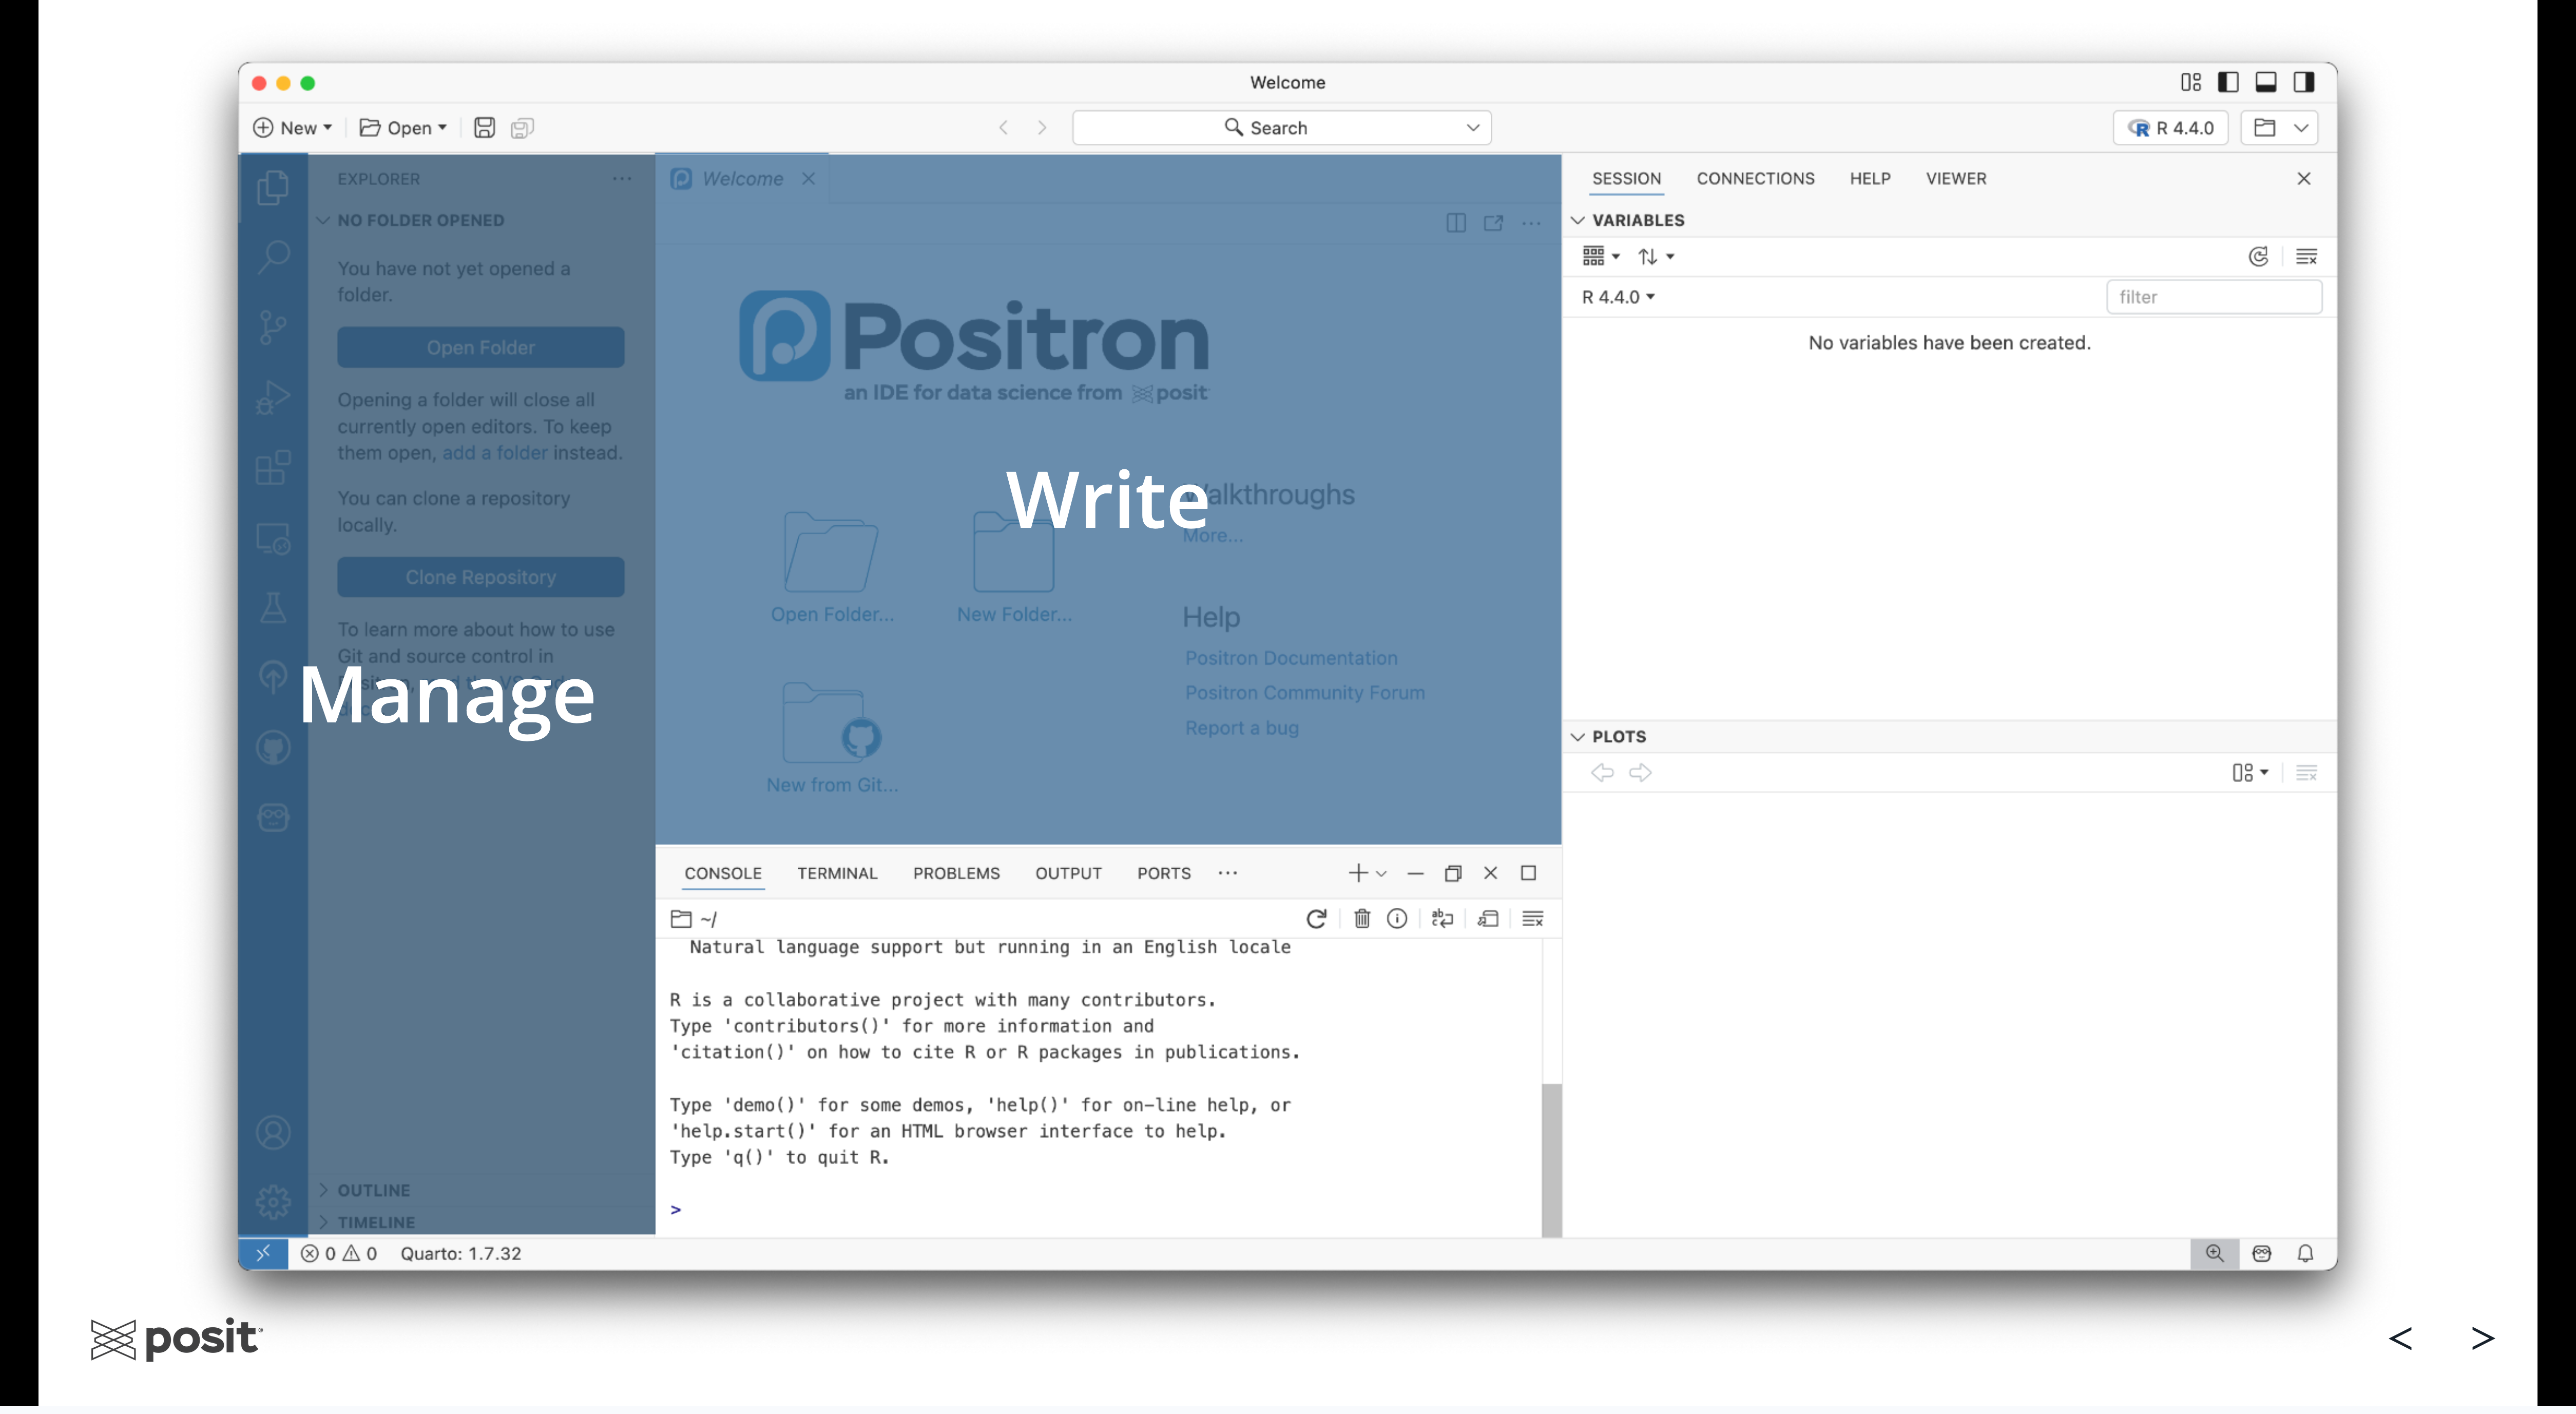 Welcome
New
Open
Search
R 4.4.0
EXPLORER
NO FOLDER OPENED
You have not yet opened a
folder.
Open Folder
Opening a folder will close all
currently open editors. To keep
them open, add a folder instead.
You can clone a repository
locally.
Clone Repository
To learn more about how to use
Git and source control in
Manage
OUTLINE
TIMELINE
Welcome
Positron
an IDE for data science from posit
Write
Walkthroughs
More...
Open Folder...
New Folder...
New from Git...
Help
Positron Documentation
Positron Community Forum
Report a bug
CONSOLE TERMINAL PROBLEMS OUTPUT PORTS ...
~/
Natural language support but running in an English locale
R is a collaborative project with many contributors.
Type 'contributors()' for more information and
'citation()' on how to cite R or R packages in publications.
Type 'demo()' for some demos, 'help()' for on-line help, or
'help.start()' for an HTML browser interface to help.
Type 'q()' to quit R.
>
SESSION CONNECTIONS HELP VIEWER
VARIABLES
R 4.4.0
filter
No variables have been created.
PLOTS
0 0 Quarto: 1.7.32
posit
< >